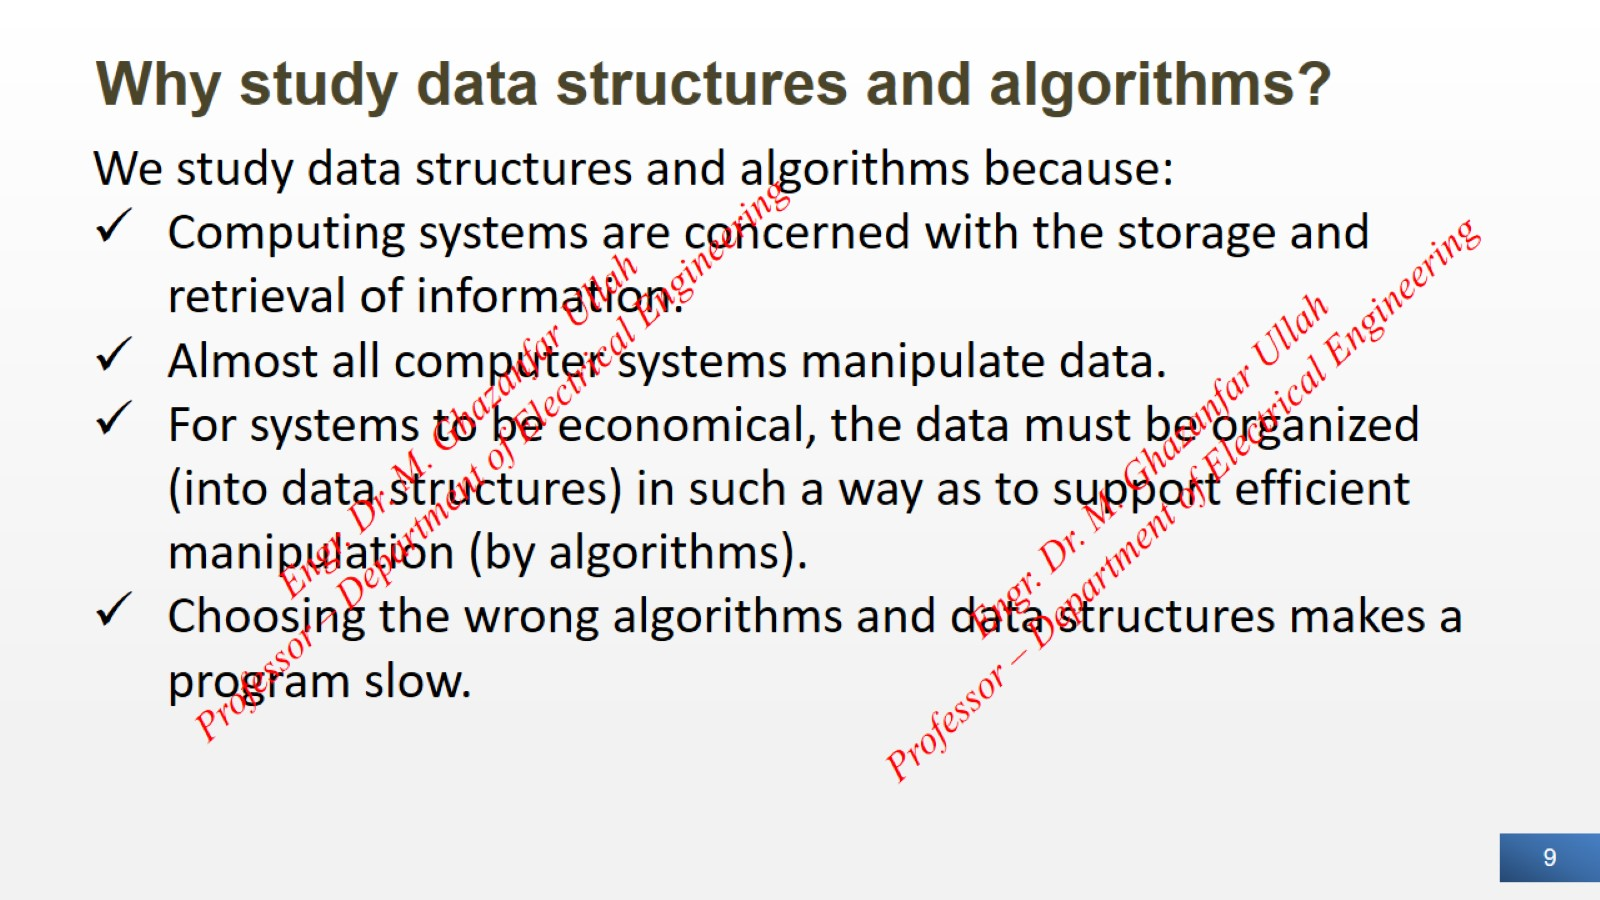 Why study data structures and algorithms?
We study data structures and algorithms because:
✓ Computing systems are concerned with the storage and
retrieval of information.
✓ Almost all computer systems manipulate data.
✓ For systems to be economical, the data must be organized
(into data structures) in such a way as to support efficient
manipulation (by algorithms).
✓ Choosing the wrong algorithms and data structures makes a
program slow.
Engr. Dr. M. Ghazanfar Ullah
Professor – Department of Electrical Engineering
Engr. Dr. M. Ghazanfar Ullah
Professor – Department of Electrical Engineering
9